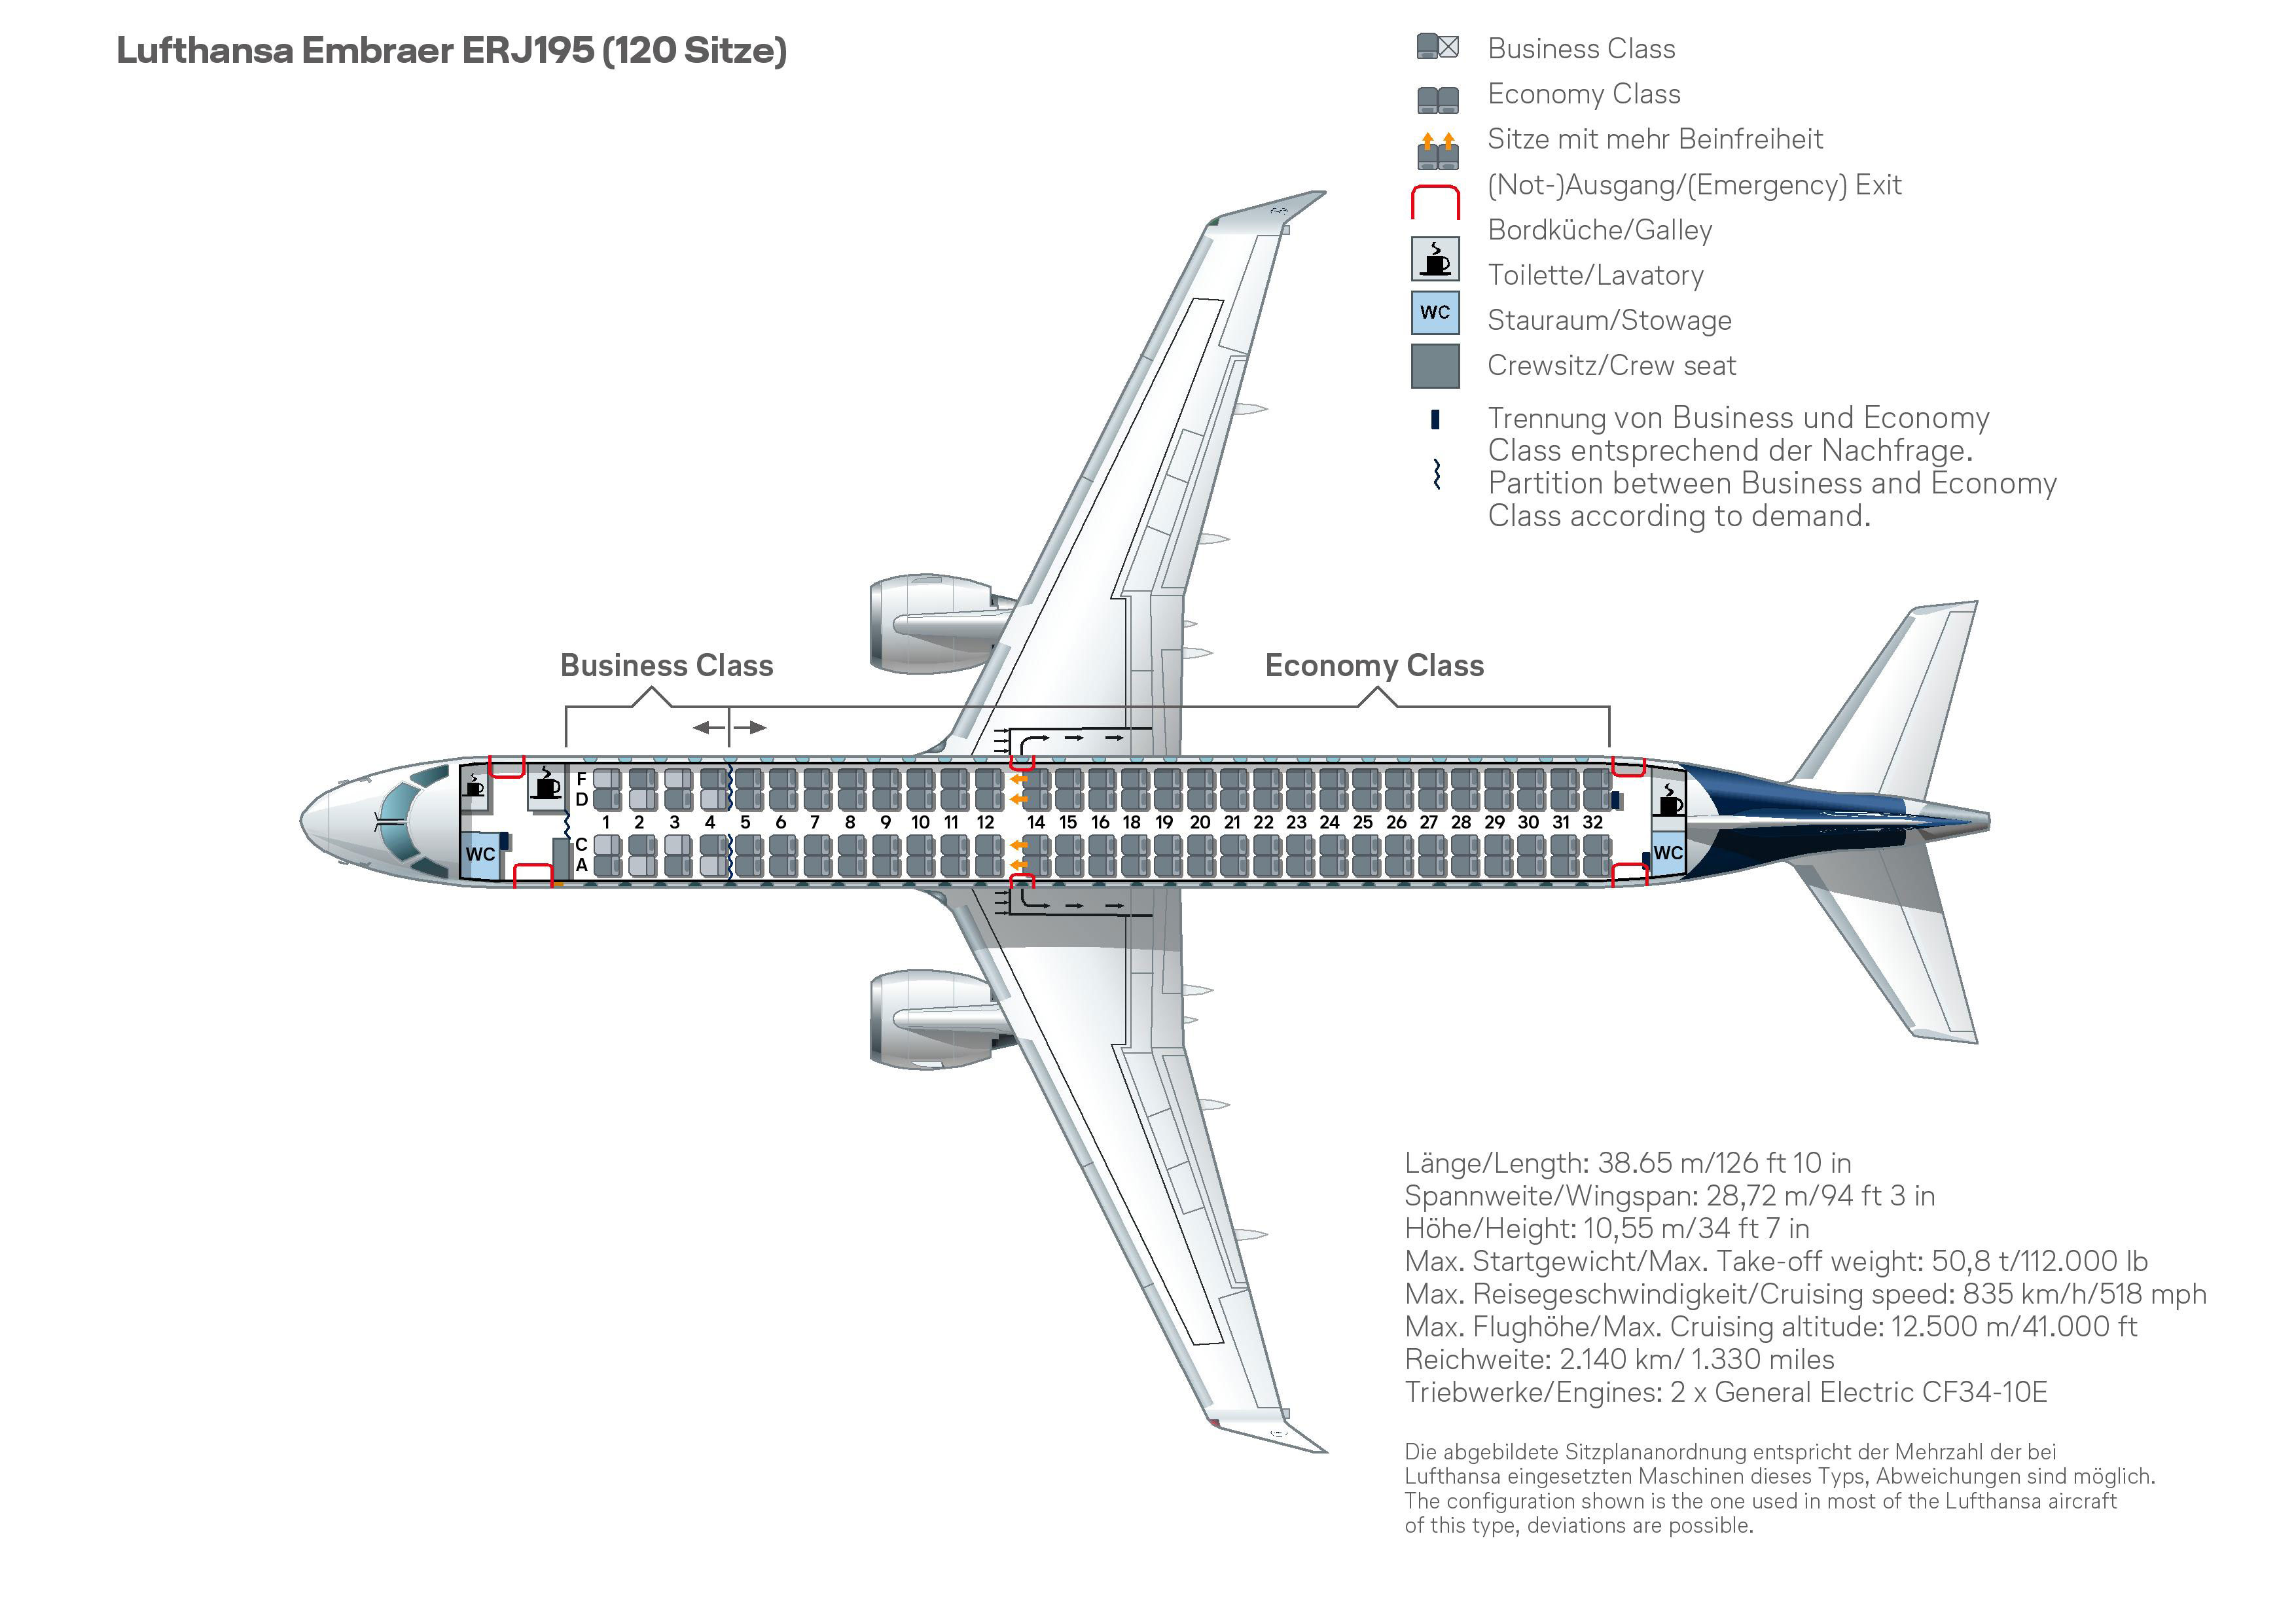 Lufthansa Embraer ERJ195 (120 Sitze)
Business Class
Economy Class
Sitze mit mehr Beinfreiheit
(Not-)Ausgang/(Emergency) Exit
Bordküche/Galley
Toilette/Lavatory
WC
Stauraum/Stowage
Crewsitz/Crew seat
Trennung von Business und Economy
Class entsprechend der Nachfrage.
Partition between Business and Economy
Class according to demand.
Business Class
Economy Class
F
D
1 2 3 4 5 6 7 8 9 10 11 12 14 15 16 18 19 20 21 22 23 24 25 26 27 28 29 30 31 32
C
A
WC
WC
Länge/Length: 38.65 m/126 ft 10 in
Spannweite/Wingspan: 28,72 m/94 ft 3 in
Höhe/Height: 10,55 m/34 ft 7 in
Max. Startgewicht/Max. Take-off weight: 50,8 t/112.000 lb
Max. Reisegeschwindigkeit/Cruising speed: 835 km/h/518 mph
Max. Flughöhe/Max. Cruising altitude: 12.500 m/41.000 ft
Reichweite: 2.140 km/ 1.330 miles
Triebwerke/Engines: 2 x General Electric CF34-10E
Die abgebildete Sitzplananordnung entspricht der Mehrzahl der bei
Lufthansa eingesetzten Maschinen dieses Typs, Abweichungen sind möglich.
The configuration shown is the one used in most of the Lufthansa aircraft
of this type, deviations are possible.